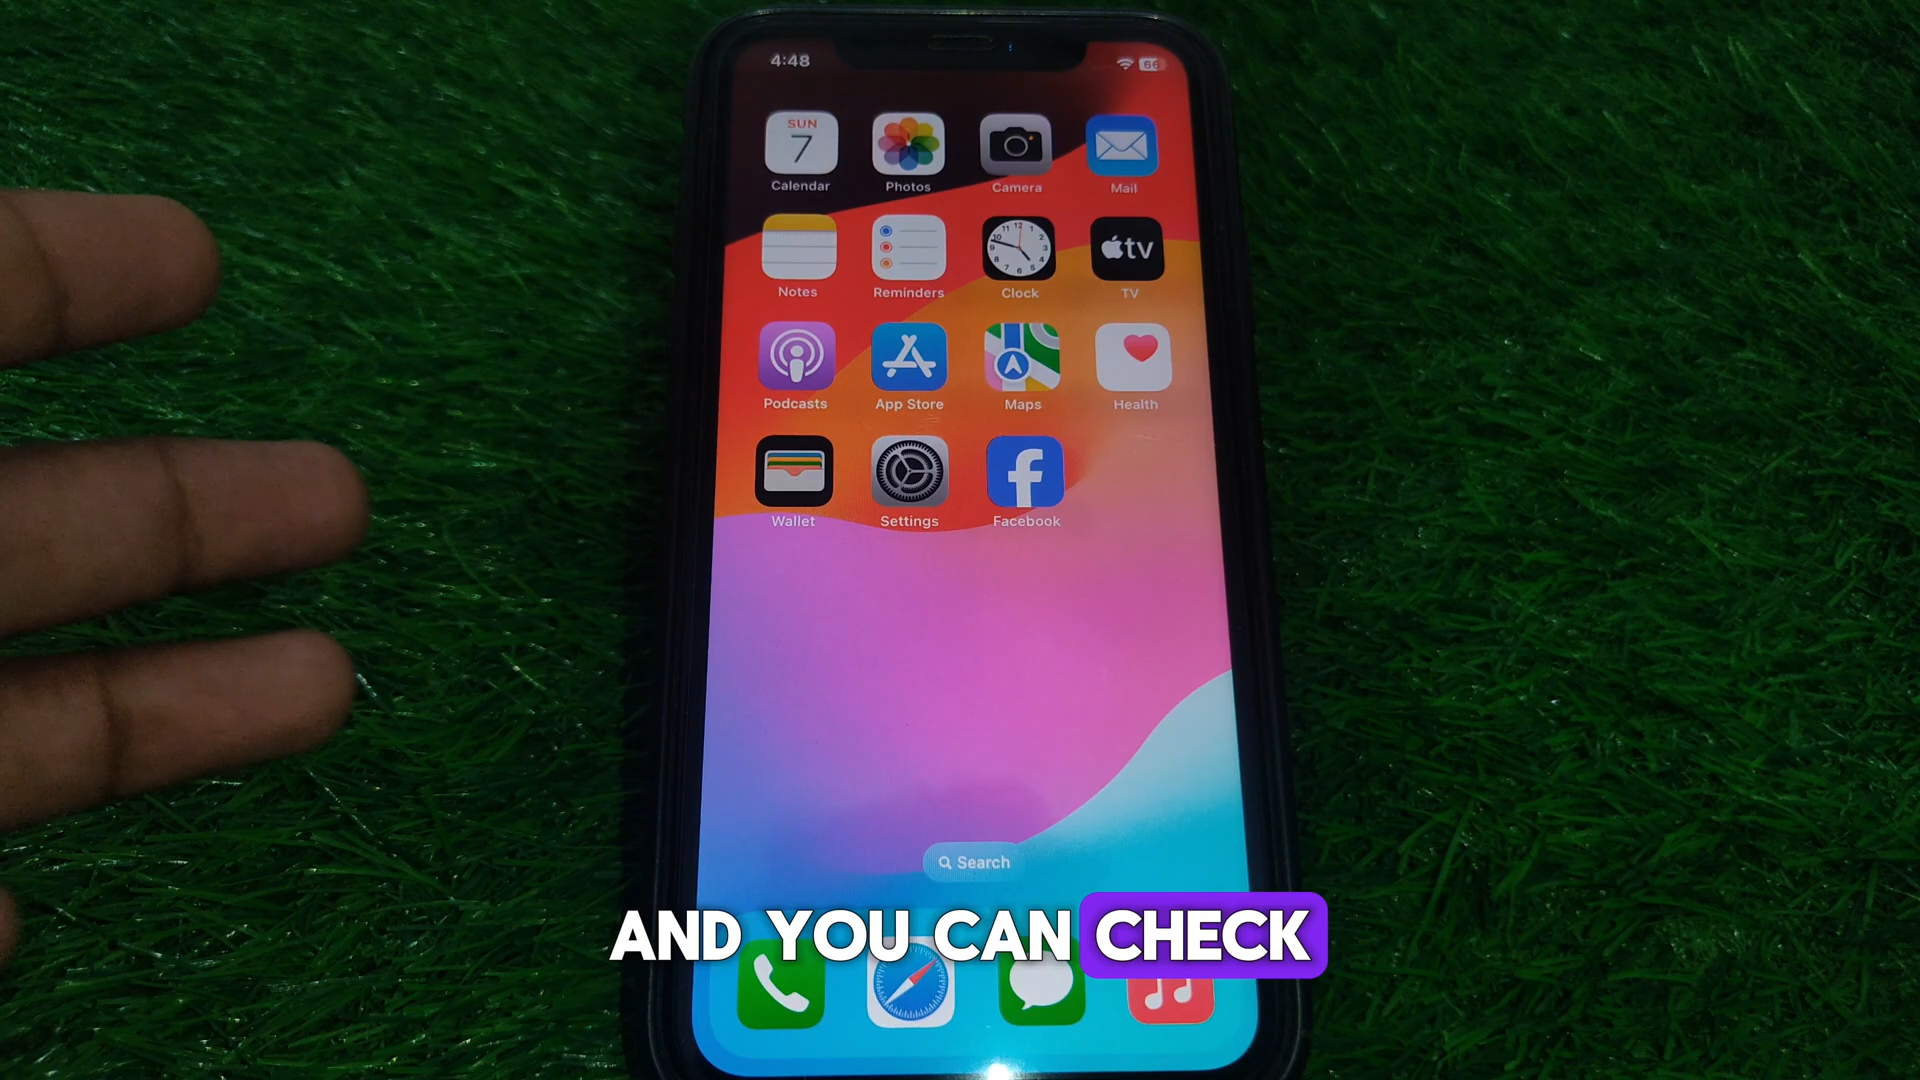 4:48
66
SUN
7
Calendar
Photos
Camera
Mail
Notes
Reminders
Clock
tv
TV
Podcasts
App Store
Maps
Health
Wallet
Settings
Facebook
Search
AND YOU CAN CHECK